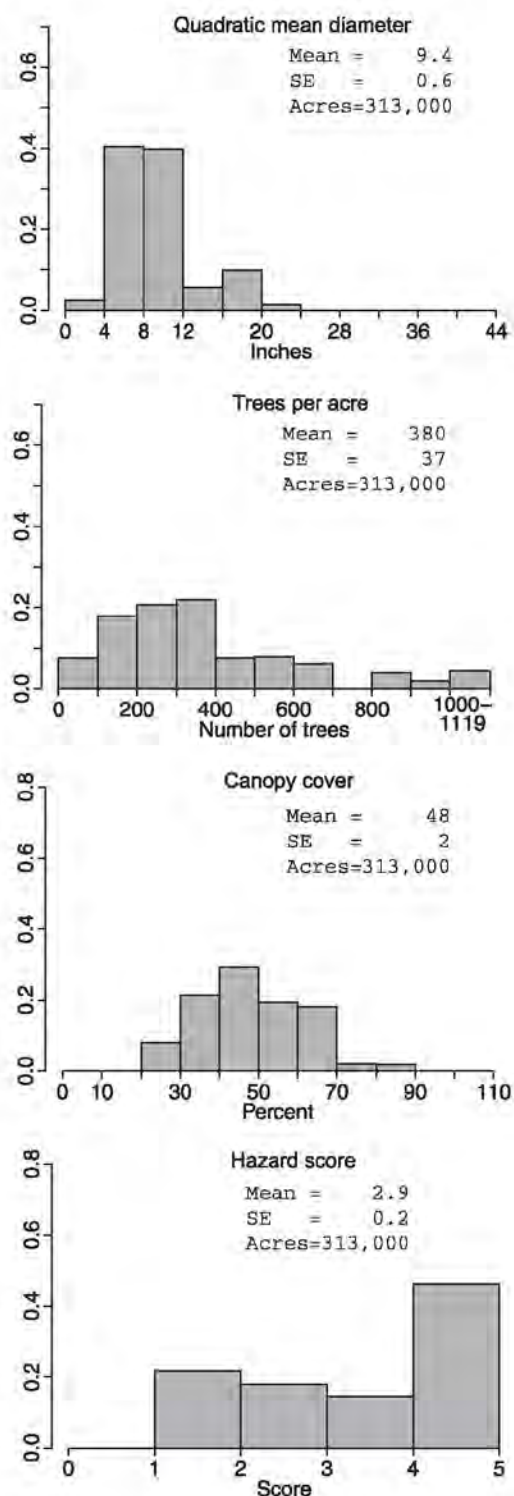 Quadratic mean diameter
Mean = 9.4
SE = 0.6
Acres=313,000
0.6
0.4
0.2
0.0
0 4 8 12 20 28 36 44
Inches
Trees per acre
Mean = 380
SE = 37
Acres=313,000
0.6
0.4
0.2
0.0
0 200 400 600 800 1000–
1119
Number of trees
Canopy cover
Mean = 48
SE = 2
Acres=313,000
0.8
0.6
0.4
0.2
0.0
0 10 30 50 70 90 110
Percent
Hazard score
Mean = 2.9
SE = 0.2
Acres=313,000
0.8
0.6
0.4
0.2
0.0
0 1 2 3 4 5
Score